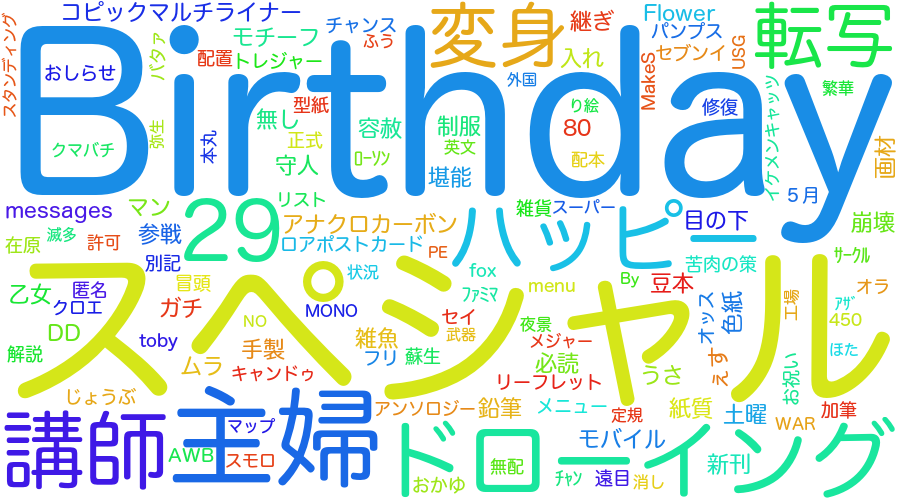 コピックマルチライナー
チャンス
ふう
変身
継ぎ
Flower
パンプス
転写
スタンディング
おしらせ
バタァ
配置
モチーフ
トレジャー
入れ
セブンイ
USG
MakeS
外国
繁華
Birthday
クマバチ
弥生
本丸
型紙
無し
正式
容赦
制服
英文
80
り絵
修復
イケメンキャッツ
画材
守人
ローソン
堪能
配本
messages
マン
リスト
29
アナクロカーボン
ハッピー
雑貨
スーパー
目の下
5月
崩壊
在原
滅多
許可
参戦
別記
ロアポストカード
PE
苦肉の策
サークル
冒頭
状況
fox
menu
By
豆本
オラ
乙女
匿名
クロエ
ガチ
MONO
ファミマ
スペシャル
オッス
色紙
工場
アザ
450
DD
toby
NO
雑魚
セイ
武器
夜景
メジャー
ほた
解説
ムラ
手製
フリ
蘇生
必読
キャンドゥ
リーフレット
うさ
えす
お祝い
じょうぶ
アンソロジー
鉛筆
メニュー
定規
紙質
土曜
WAR
加筆
講師
主婦
マップ
モバイル
ドローイング
AWB
スモロ
おかゆ
無配
チャン
遠目
消し
新刊